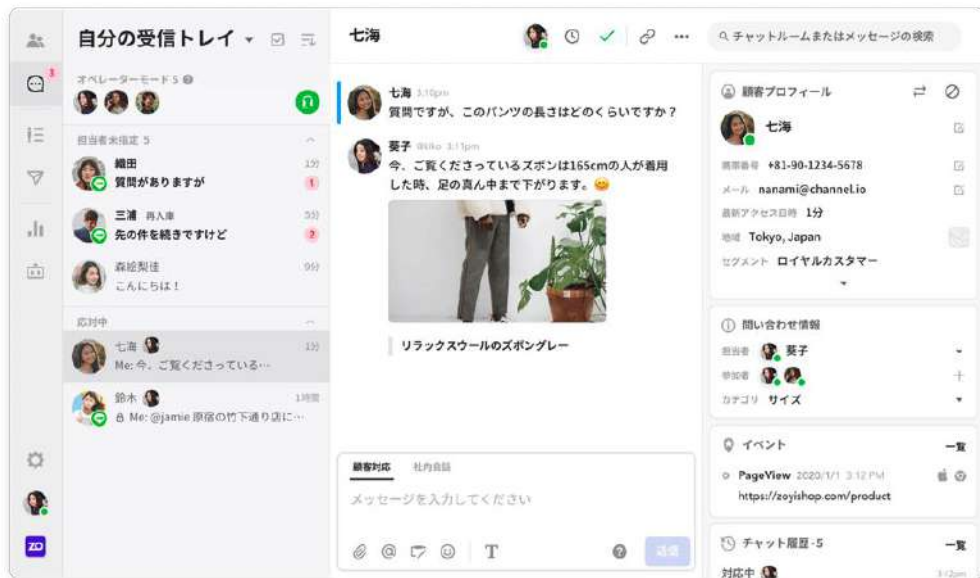 3
自分の受信トレイ
オペレーターモード 5
担当者未指定 5
織田 1分
質問がありますが 1
三浦 再入庫 3分
先の件を続きですけど 2
森絵梨佳 9分
こんにちは！
応対中
七海 1分
Me: 今、ご覧くださっている…
鈴木 1時間
Me: @jamie 原宿の竹下通り店に…
ZO
七海
七海 3:10pm
質問ですが、このパンツの長さはどのくらいですか？
葵子 @kiko 3:11pm
今、ご覧くださっているズボンは165cmの人が着用
した時、足の真ん中まで下がります。😊
リラックスウールのズボングレー
顧客対応 社内会話
メッセージを入力してください
T
送信
チャットルームまたはメッセージの検索
顧客プロフィール
七海
携帯番号 +81-90-1234-5678
メール nanami@channel.io
最新アクセス日時 1分
地域 Tokyo, Japan
セグメント ロイヤルカスタマー
問い合わせ情報
担当者 葵子
参加者
カテゴリ サイズ
イベント 一覧
PageView 2020/1/1 3:12 PM
https://zoyishop.com/product
チャット履歴·5 一覧
対応中 3:12pm